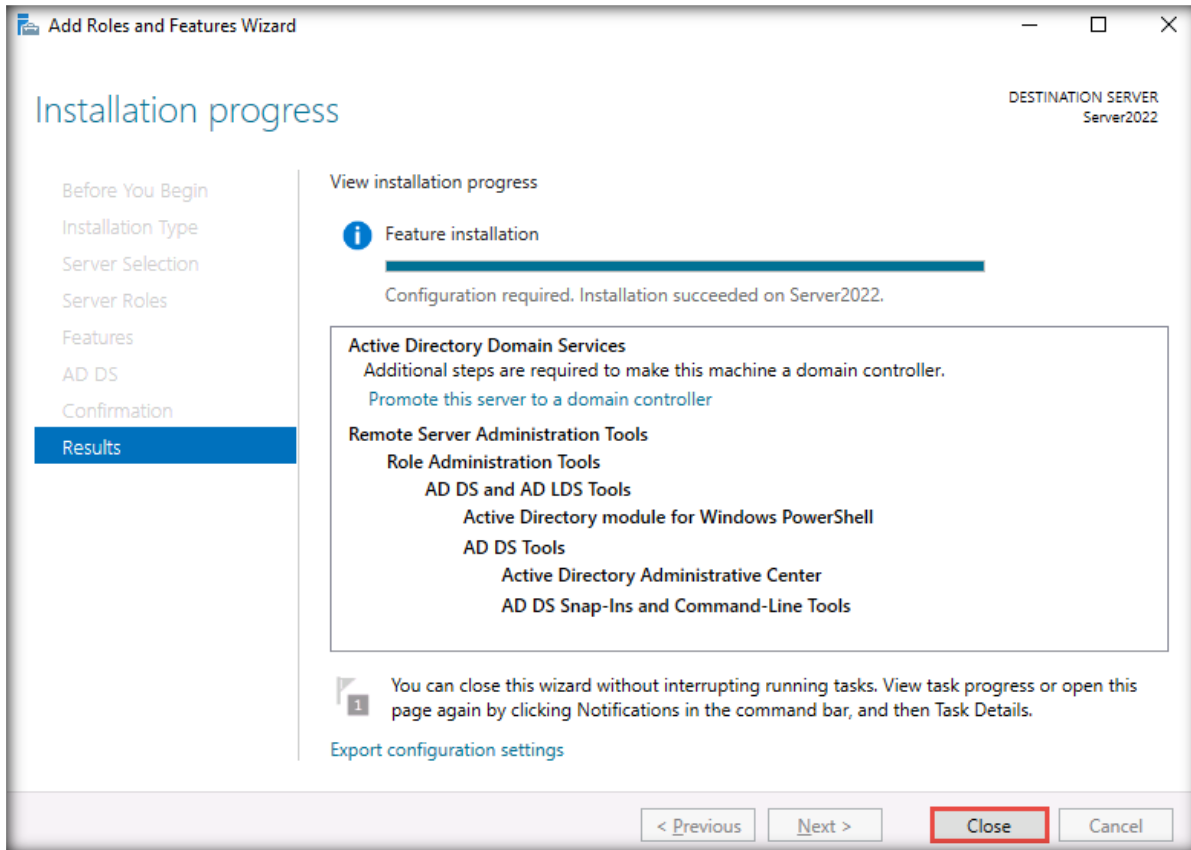 Add Roles and Features Wizard
Installation progress
DESTINATION SERVER
Server2022
Before You Begin
Installation Type
Server Selection
Server Roles
Features
AD DS
Confirmation
Results
View installation progress
Feature installation
Configuration required. Installation succeeded on Server2022.
Active Directory Domain Services
Additional steps are required to make this machine a domain controller.
Promote this server to a domain controller
Remote Server Administration Tools
Role Administration Tools
AD DS and AD LDS Tools
Active Directory module for Windows PowerShell
AD DS Tools
Active Directory Administrative Center
AD DS Snap-Ins and Command-Line Tools
1
You can close this wizard without interrupting running tasks. View task progress or open this
page again by clicking Notifications in the command bar, and then Task Details.
Export configuration settings
< Previous
Next >
Close
Cancel